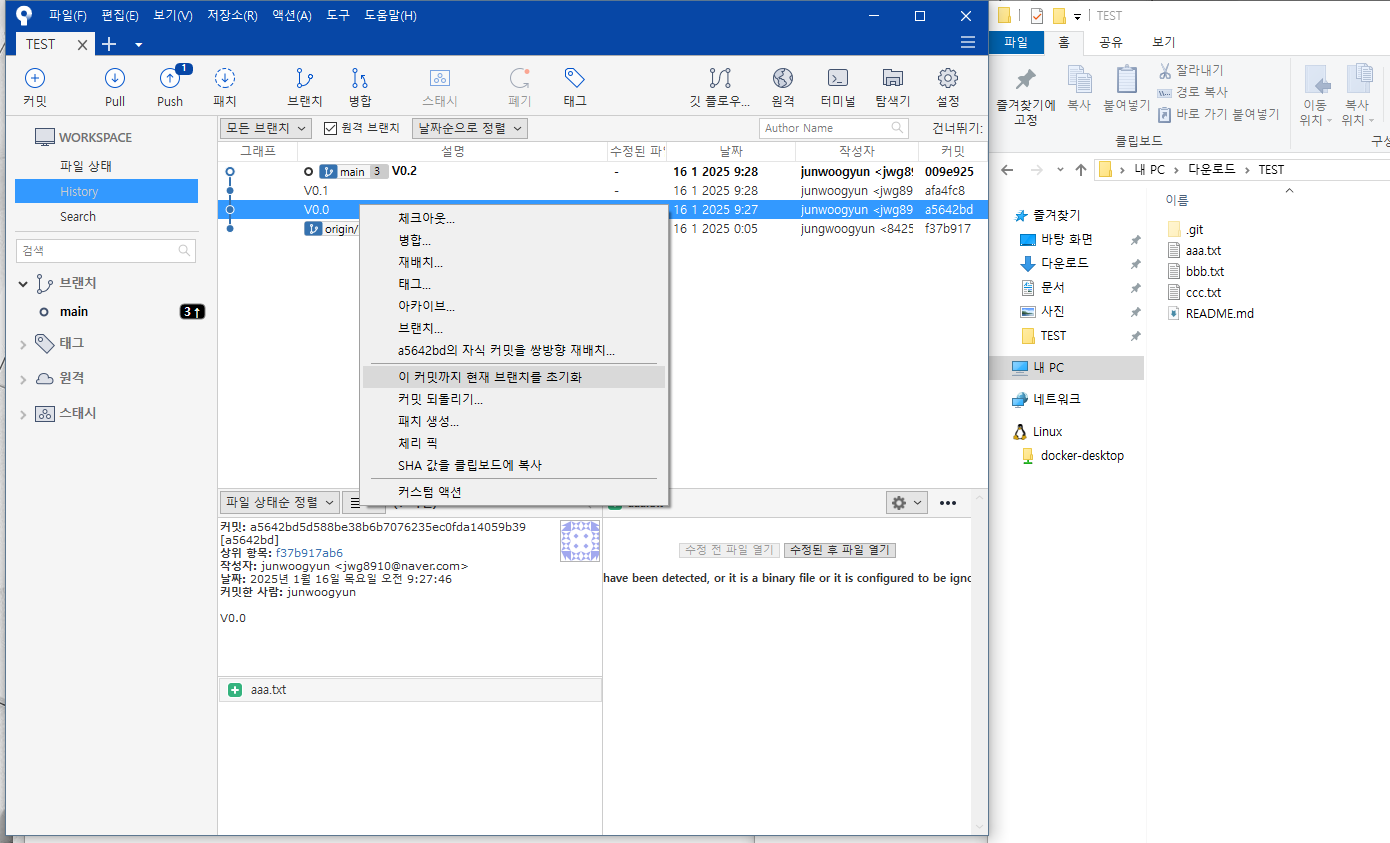 파일(F) 편집(E) 보기(V) 저장소(R) 액션(A) 도구 도움말(H)
TEST
커밋 Pull 1 Push 패치 브랜치 병합 스태시 폐기 태그 깃 플로우... 원격 터미널 탐색기 설정
WORKSPACE
파일 상태
History
Search
검색
브랜치
main 3↑
태그
원격
스태시
모든 브랜치 원격 브랜치 날짜순으로 정렬 Author Name 건너뛰기:
그래프 설명 수정된 파 날짜 작성자 커밋
main 3 V0.2 - 16 1 2025 9:28 junwoogyun <jwg8 009e925
V0.1 - 16 1 2025 9:28 junwoogyun <jwg89 afa4fc8
V0.0 16 1 2025 9:27 junwoogyun <jwg89 a5642bd
origin/ 16 1 2025 0:05 jungwoogyun <8425 f37b917
체크아웃...
병합...
재배치...
태그...
아카이브...
브랜치...
a5642bd의 자식 커밋을 쌍방향 재배치...
이 커밋까지 현재 브랜치를 초기화
커밋 되돌리기...
패치 생성...
체리 픽
SHA 값을 클립보드에 복사
커스텀 액션
파일 상태순 정렬
커밋: a5642bd5d588be38b6b7076235ec0fda14059b39
[a5642bd]
상위 항목: f37b917ab6
작성자: junwoogyun <jwg8910@naver.com>
날짜: 2025년 1월 16일 목요일 오전 9:27:46
커밋한 사람: junwoogyun
V0.0
aaa.txt
수정 전 파일 열기 수정된 후 파일 열기
have been detected, or it is a binary file or it is configured to be igno
TEST
파일 홈 공유 보기
즐겨찾기에
고정
복사
붙여넣기
잘라내기
경로 복사
바로 가기 붙여넣기
이동
위치
복사
위치
클립보드 구성
내 PC › 다운로드 › TEST
이름
즐겨찾기
바탕 화면
다운로드
문서
사진
TEST
내 PC
네트워크
Linux
docker-desktop
.git
aaa.txt
bbb.txt
ccc.txt
README.md